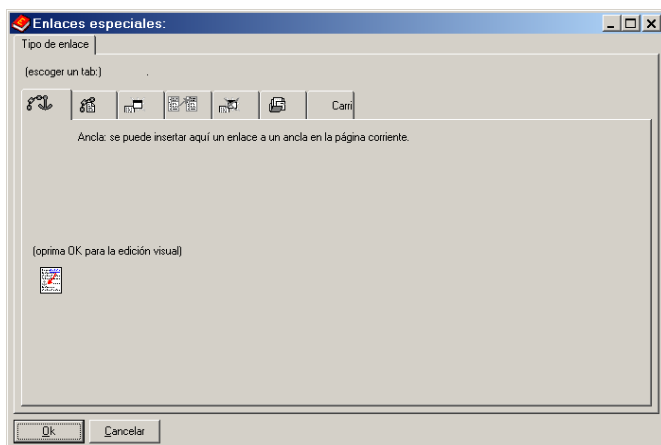 Enlaces especiales:
Tipo de enlace
(escoger un tab:) .
Carri
Ancla: se puede insertar aquí un enlace a un ancla en la página corriente.
(oprima OK para la edición visual)
Ok Cancelar